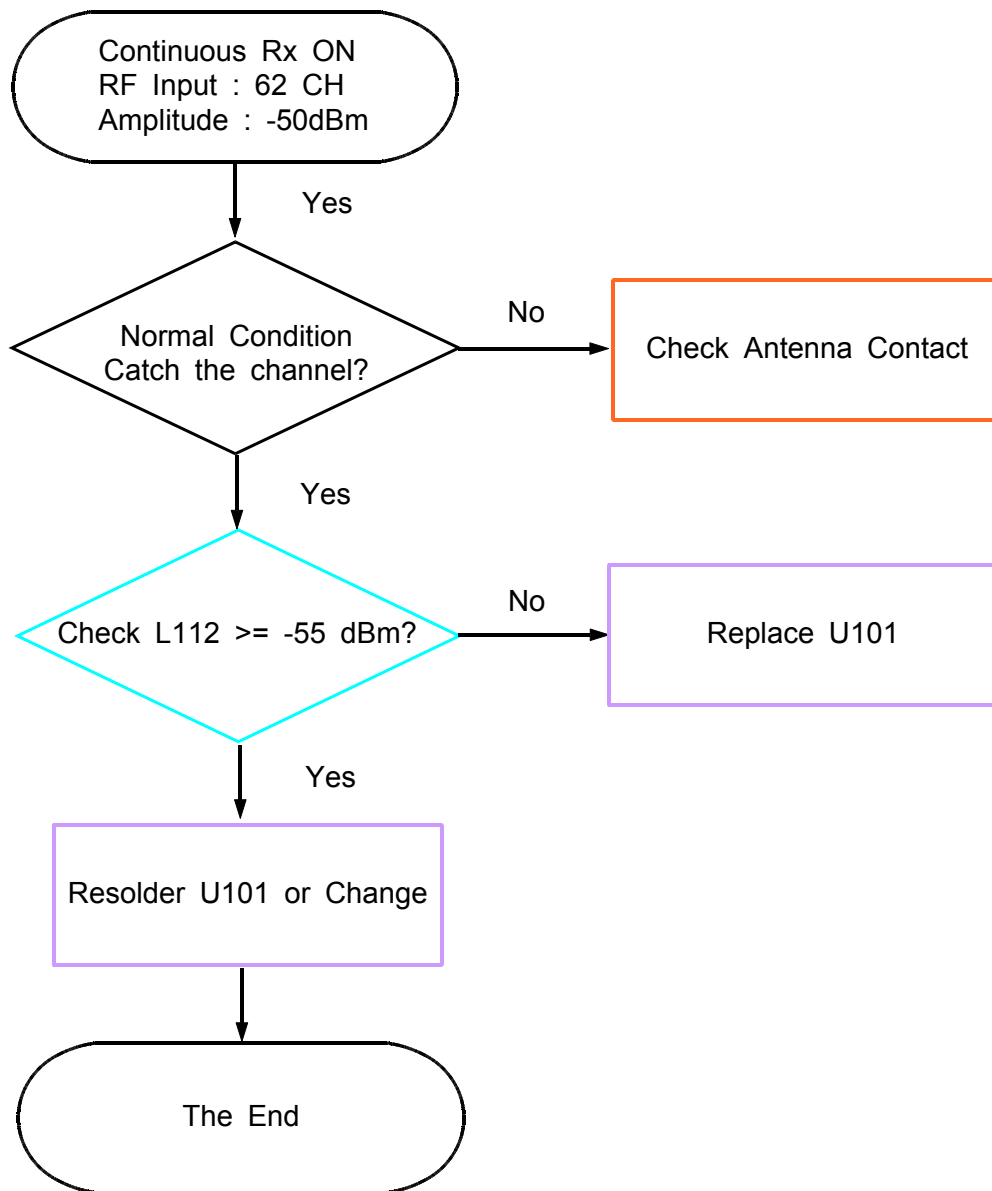 Continuous Rx ON
RF Input : 62 CH
Amplitude : -50dBm
Yes
Normal Condition
Catch the channel?
No
Check Antenna Contact
Yes
Check L112 >= -55 dBm?
No
Replace U101
Yes
Resolder U101 or Change
The End